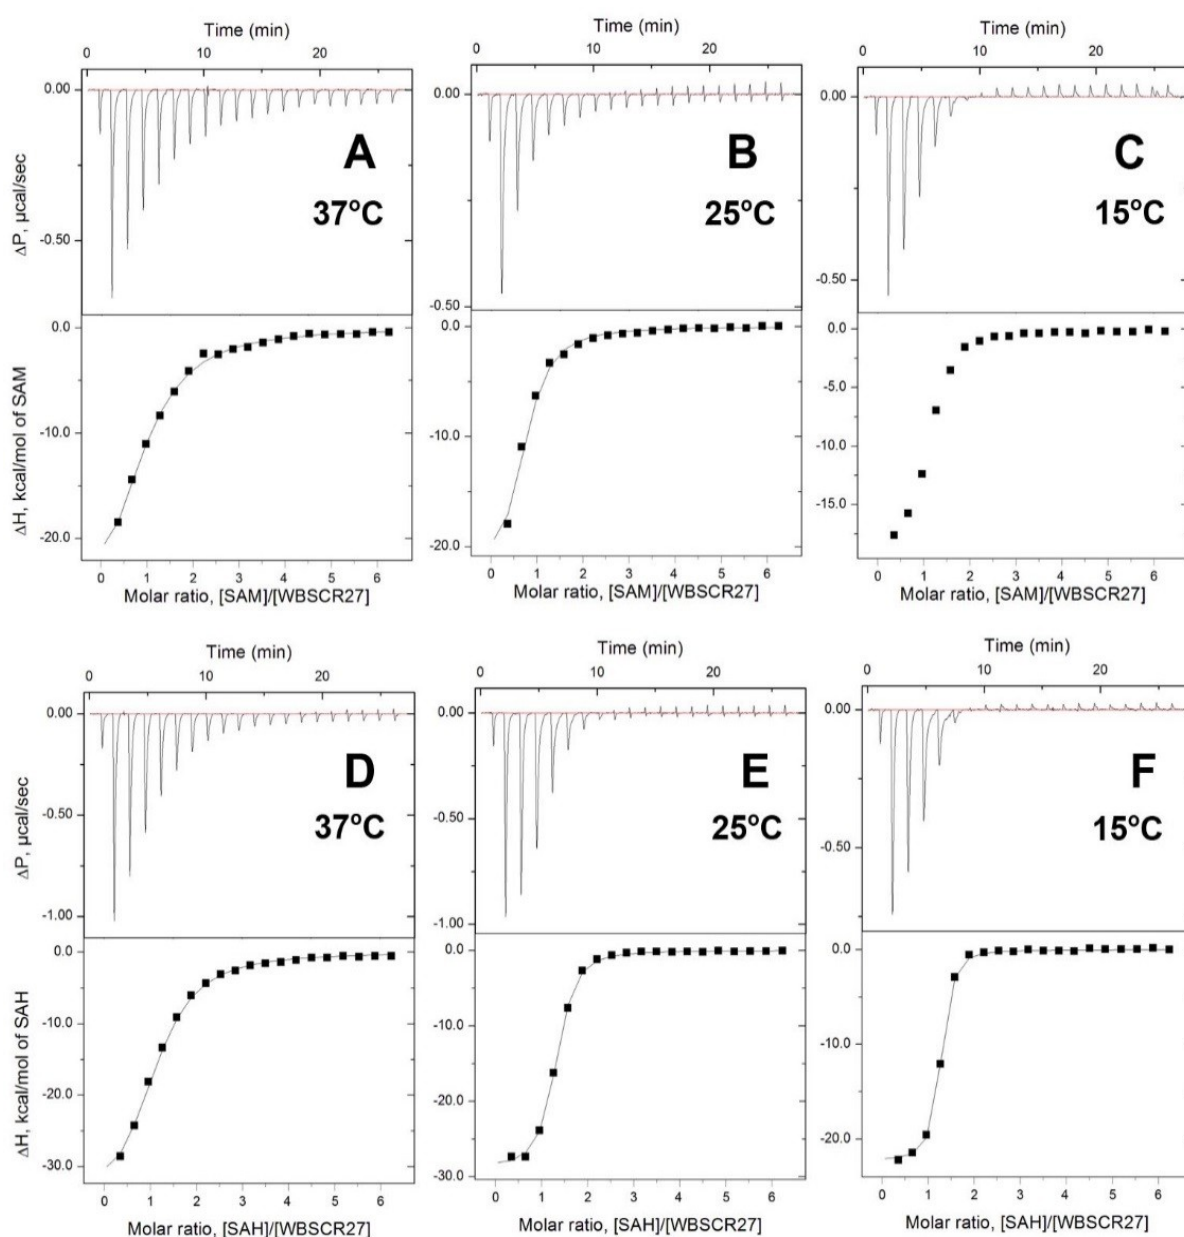 Time (min) Time (min) Time (min)
0 10 20 0 10 20 0 10 20
0.00 0.00 0.00
A B C
37°C 25°C 15°C
ΔP, µcal/sec
-0.50 -0.50 -0.50
0.0 0.0 0.0
-5.0
-10.0 -10.0 -10.0
-15.0
-20.0 -20.0
ΔH, kcal/mol of SAM
0 1 2 3 4 5 6 0 1 2 3 4 5 6 0 1 2 3 4 5 6
Molar ratio, [SAM]/[WBSCR27] Molar ratio, [SAM]/[WBSCR27] Molar ratio, [SAM]/[WBSCR27]
Time (min) Time (min) Time (min)
0 10 20 0 10 20 0 10 20
0.00 0.00 0.00
D E F
37°C 25°C 15°C
ΔP, µcal/sec
-0.50 -0.50 -0.50
-1.00 -1.00
0.0 0.0 0.0
-10.0 -10.0 -10.0
-20.0 -20.0 -20.0
-30.0 -30.0
ΔH, kcal/mol of SAH
0 1 2 3 4 5 6 0 1 2 3 4 5 6 0 1 2 3 4 5 6
Molar ratio, [SAH]/[WBSCR27] Molar ratio, [SAH]/[WBSCR27] Molar ratio, [SAH]/[WBSCR27]